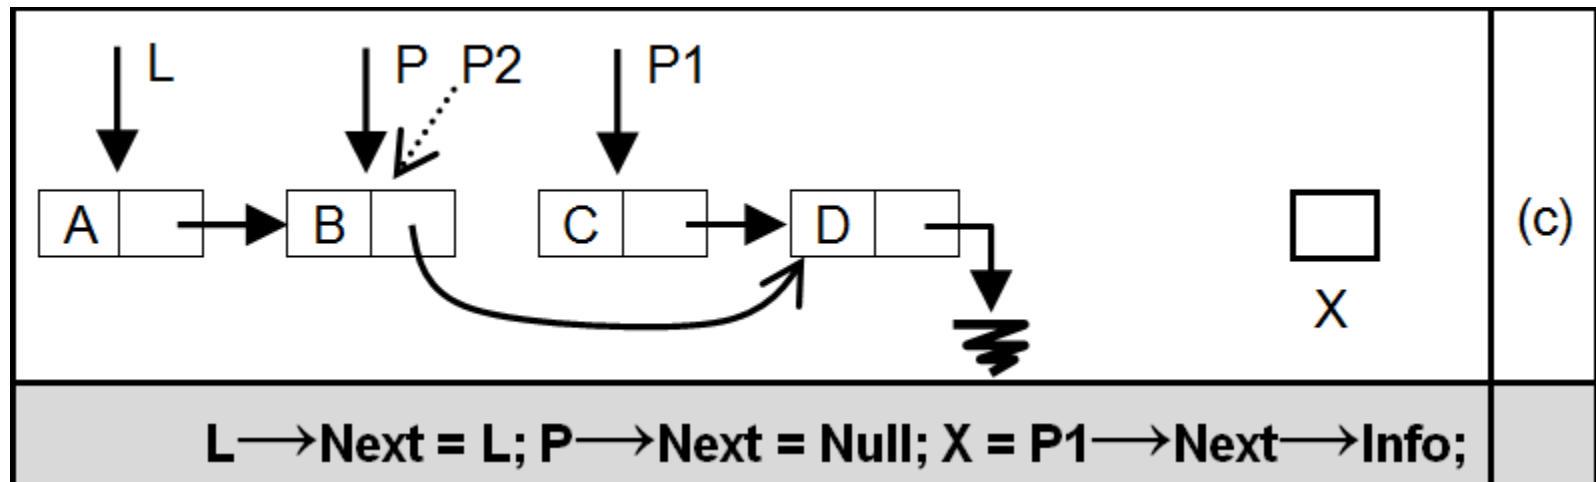 L P P2 P1
A B C D (c)
X
L→Next = L; P→Next = Null; X = P1→Next→Info;